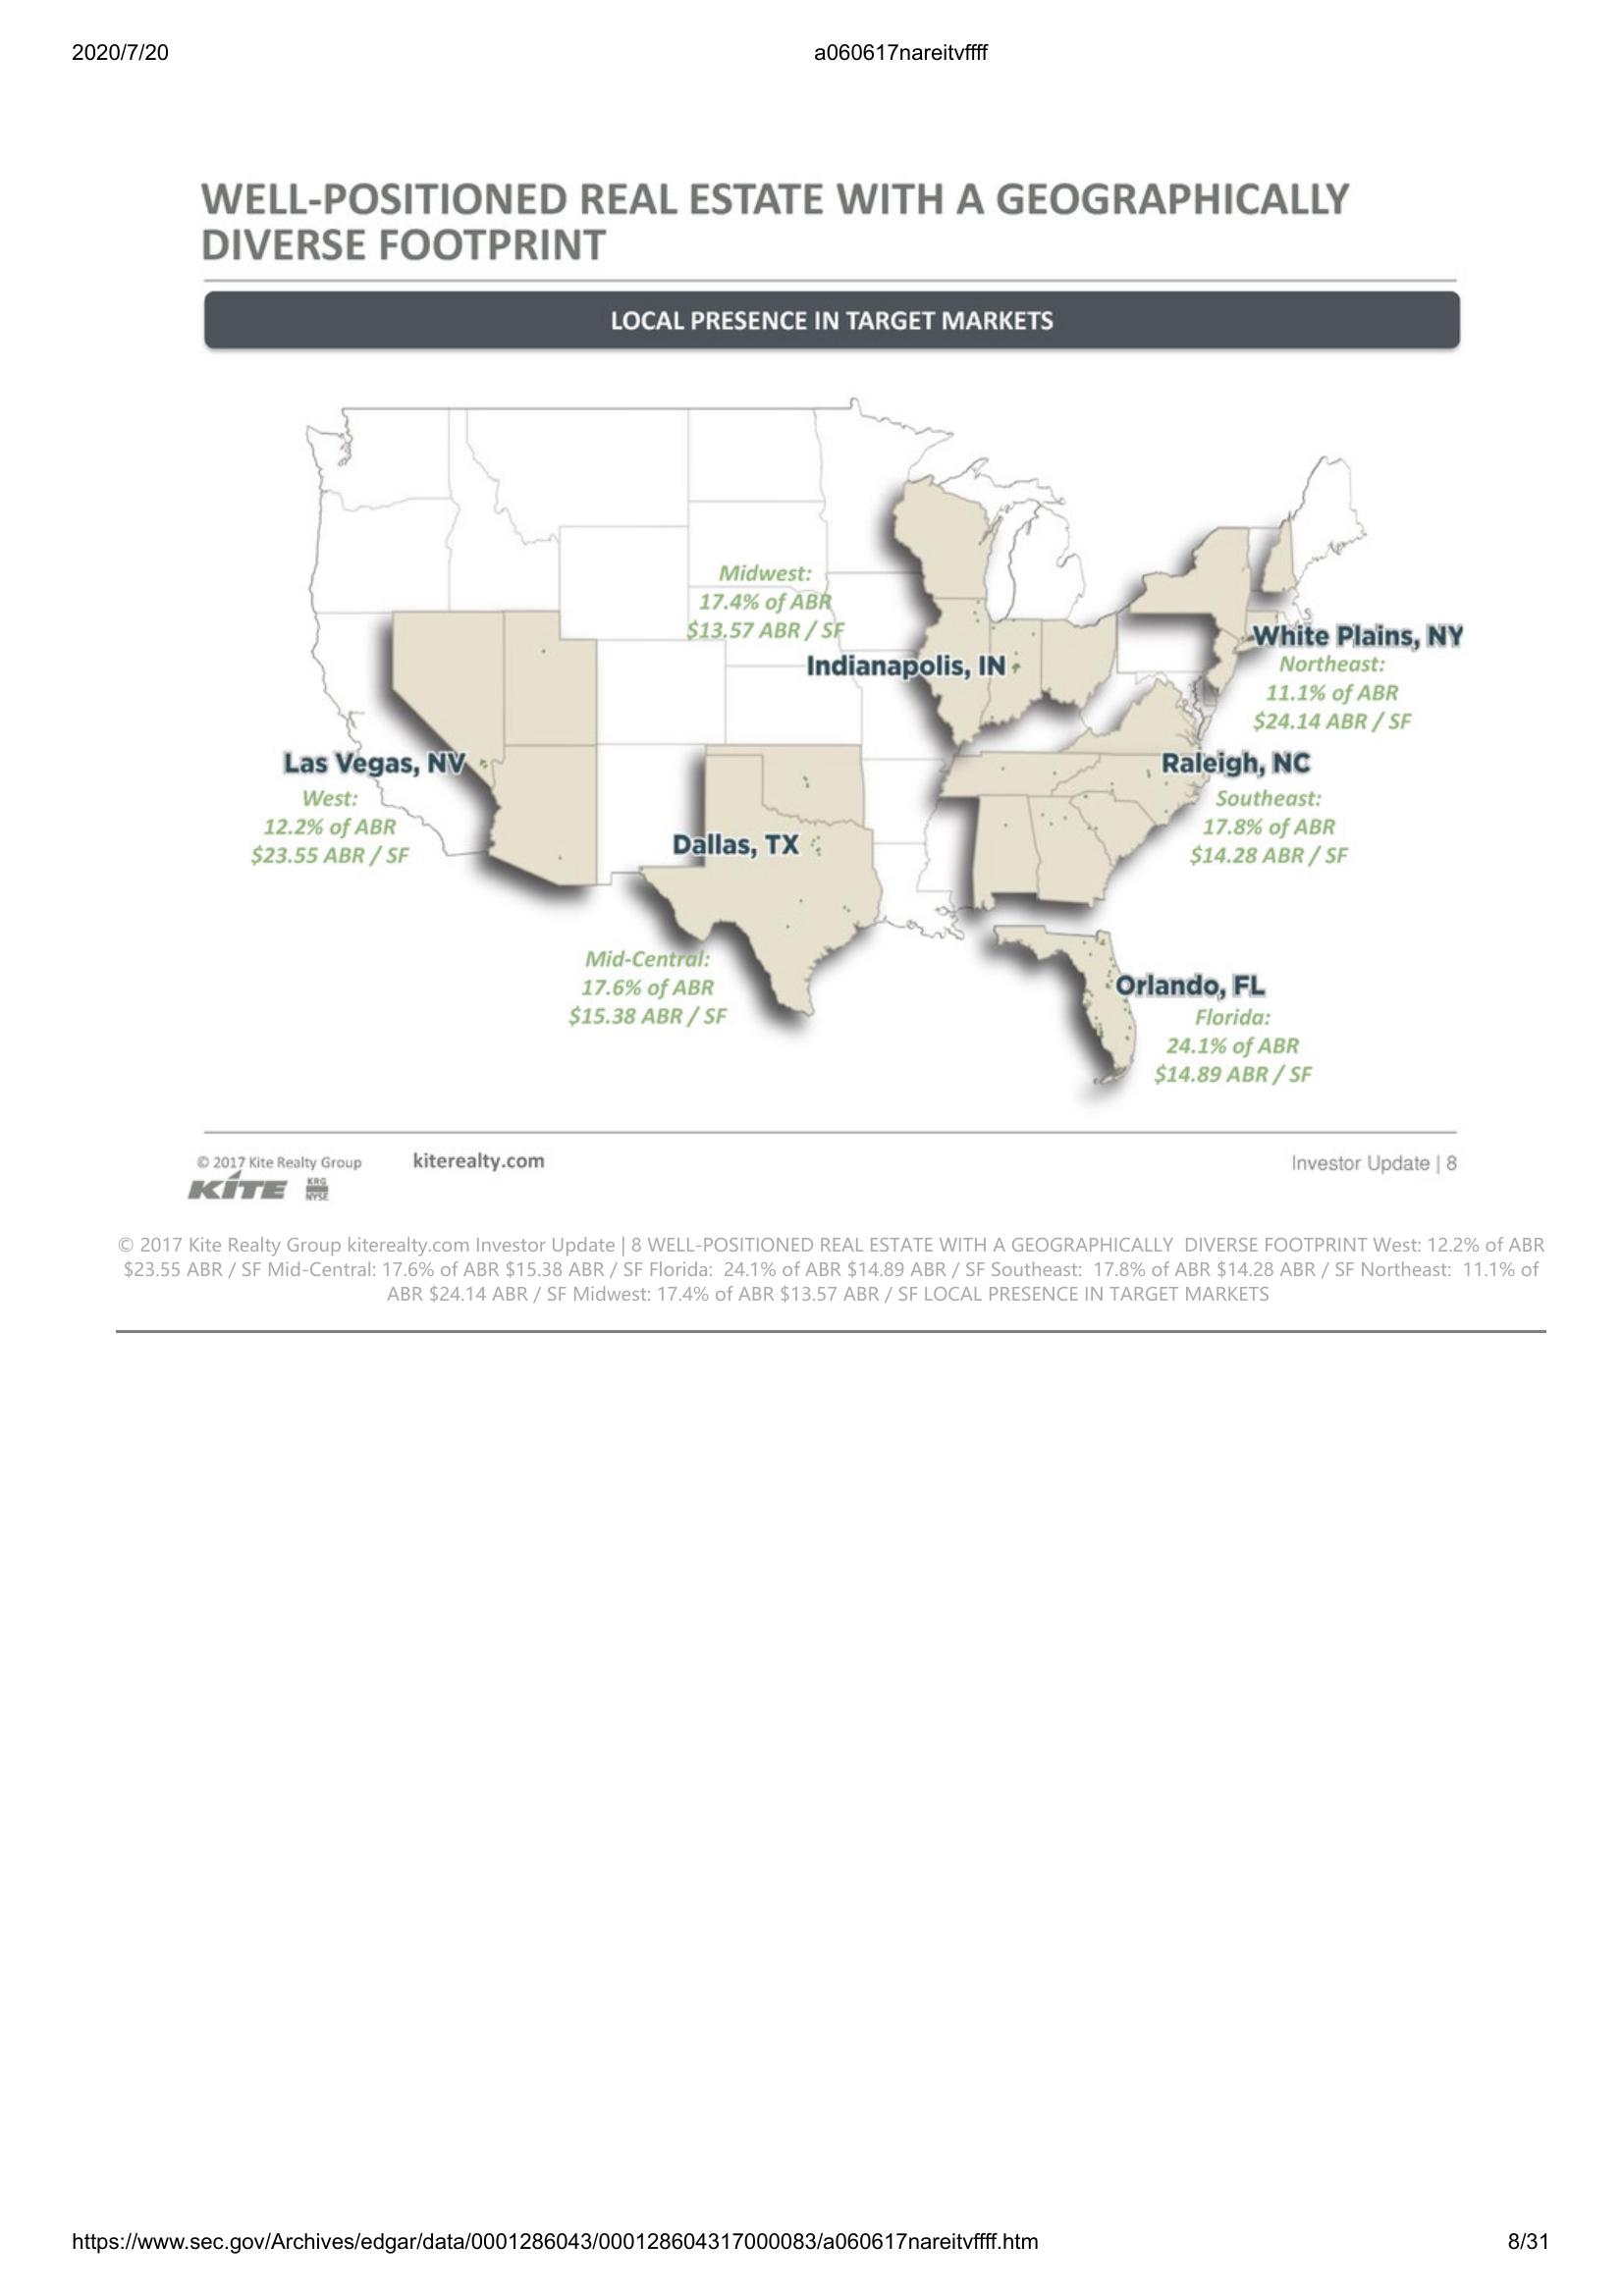 2020/7/20
a060617nareitvffff
WELL-POSITIONED REAL ESTATE WITH A GEOGRAPHICALLY
DIVERSE FOOTPRINT
LOCAL PRESENCE IN TARGET MARKETS
Midwest:
17.4% of ABR
$13.57 ABR / SF
Indianapolis, IN
White Plains, NY
Northeast:
11.1% of ABR
$24.14 ABR / SF
Las Vegas, NV
West:
12.2% of ABR
$23.55 ABR / SF
Raleigh, NC
Southeast:
17.8% of ABR
$14.28 ABR / SF
Dallas, TX
Mid-Central:
17.6% of ABR
$15.38 ABR / SF
Orlando, FL
Florida:
24.1% of ABR
$14.89 ABR / SF
© 2017 Kite Realty Group
kiterealty.com
Investor Update | 8
KITE
KRG
NYSE
© 2017 Kite Realty Group kiterealty.com Investor Update | 8 WELL-POSITIONED REAL ESTATE WITH A GEOGRAPHICALLY DIVERSE FOOTPRINT West: 12.2% of ABR
$23.55 ABR / SF Mid-Central: 17.6% of ABR $15.38 ABR / SF Florida: 24.1% of ABR $14.89 ABR / SF Southeast: 17.8% of ABR $14.28 ABR / SF Northeast: 11.1% of
ABR $24.14 ABR / SF Midwest: 17.4% of ABR $13.57 ABR / SF LOCAL PRESENCE IN TARGET MARKETS
https://www.sec.gov/Archives/edgar/data/0001286043/000128604317000083/a060617nareitvffff.htm
8/31